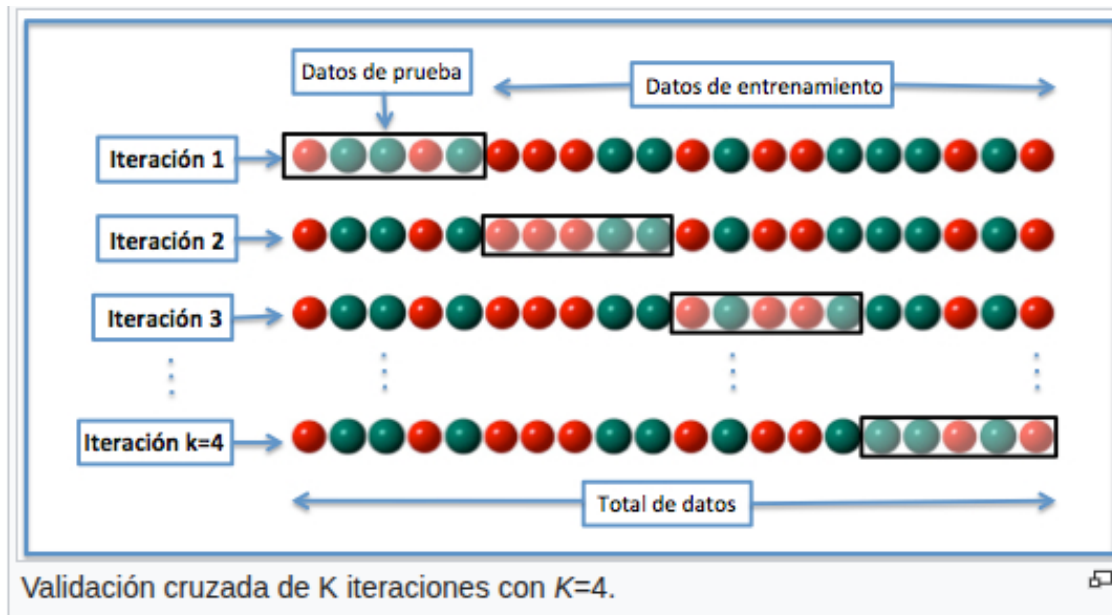 Datos de prueba
Datos de entrenamiento
Iteración 1
Iteración 2
Iteración 3
Iteración k=4
Total de datos
Validación cruzada de K iteraciones con K=4.